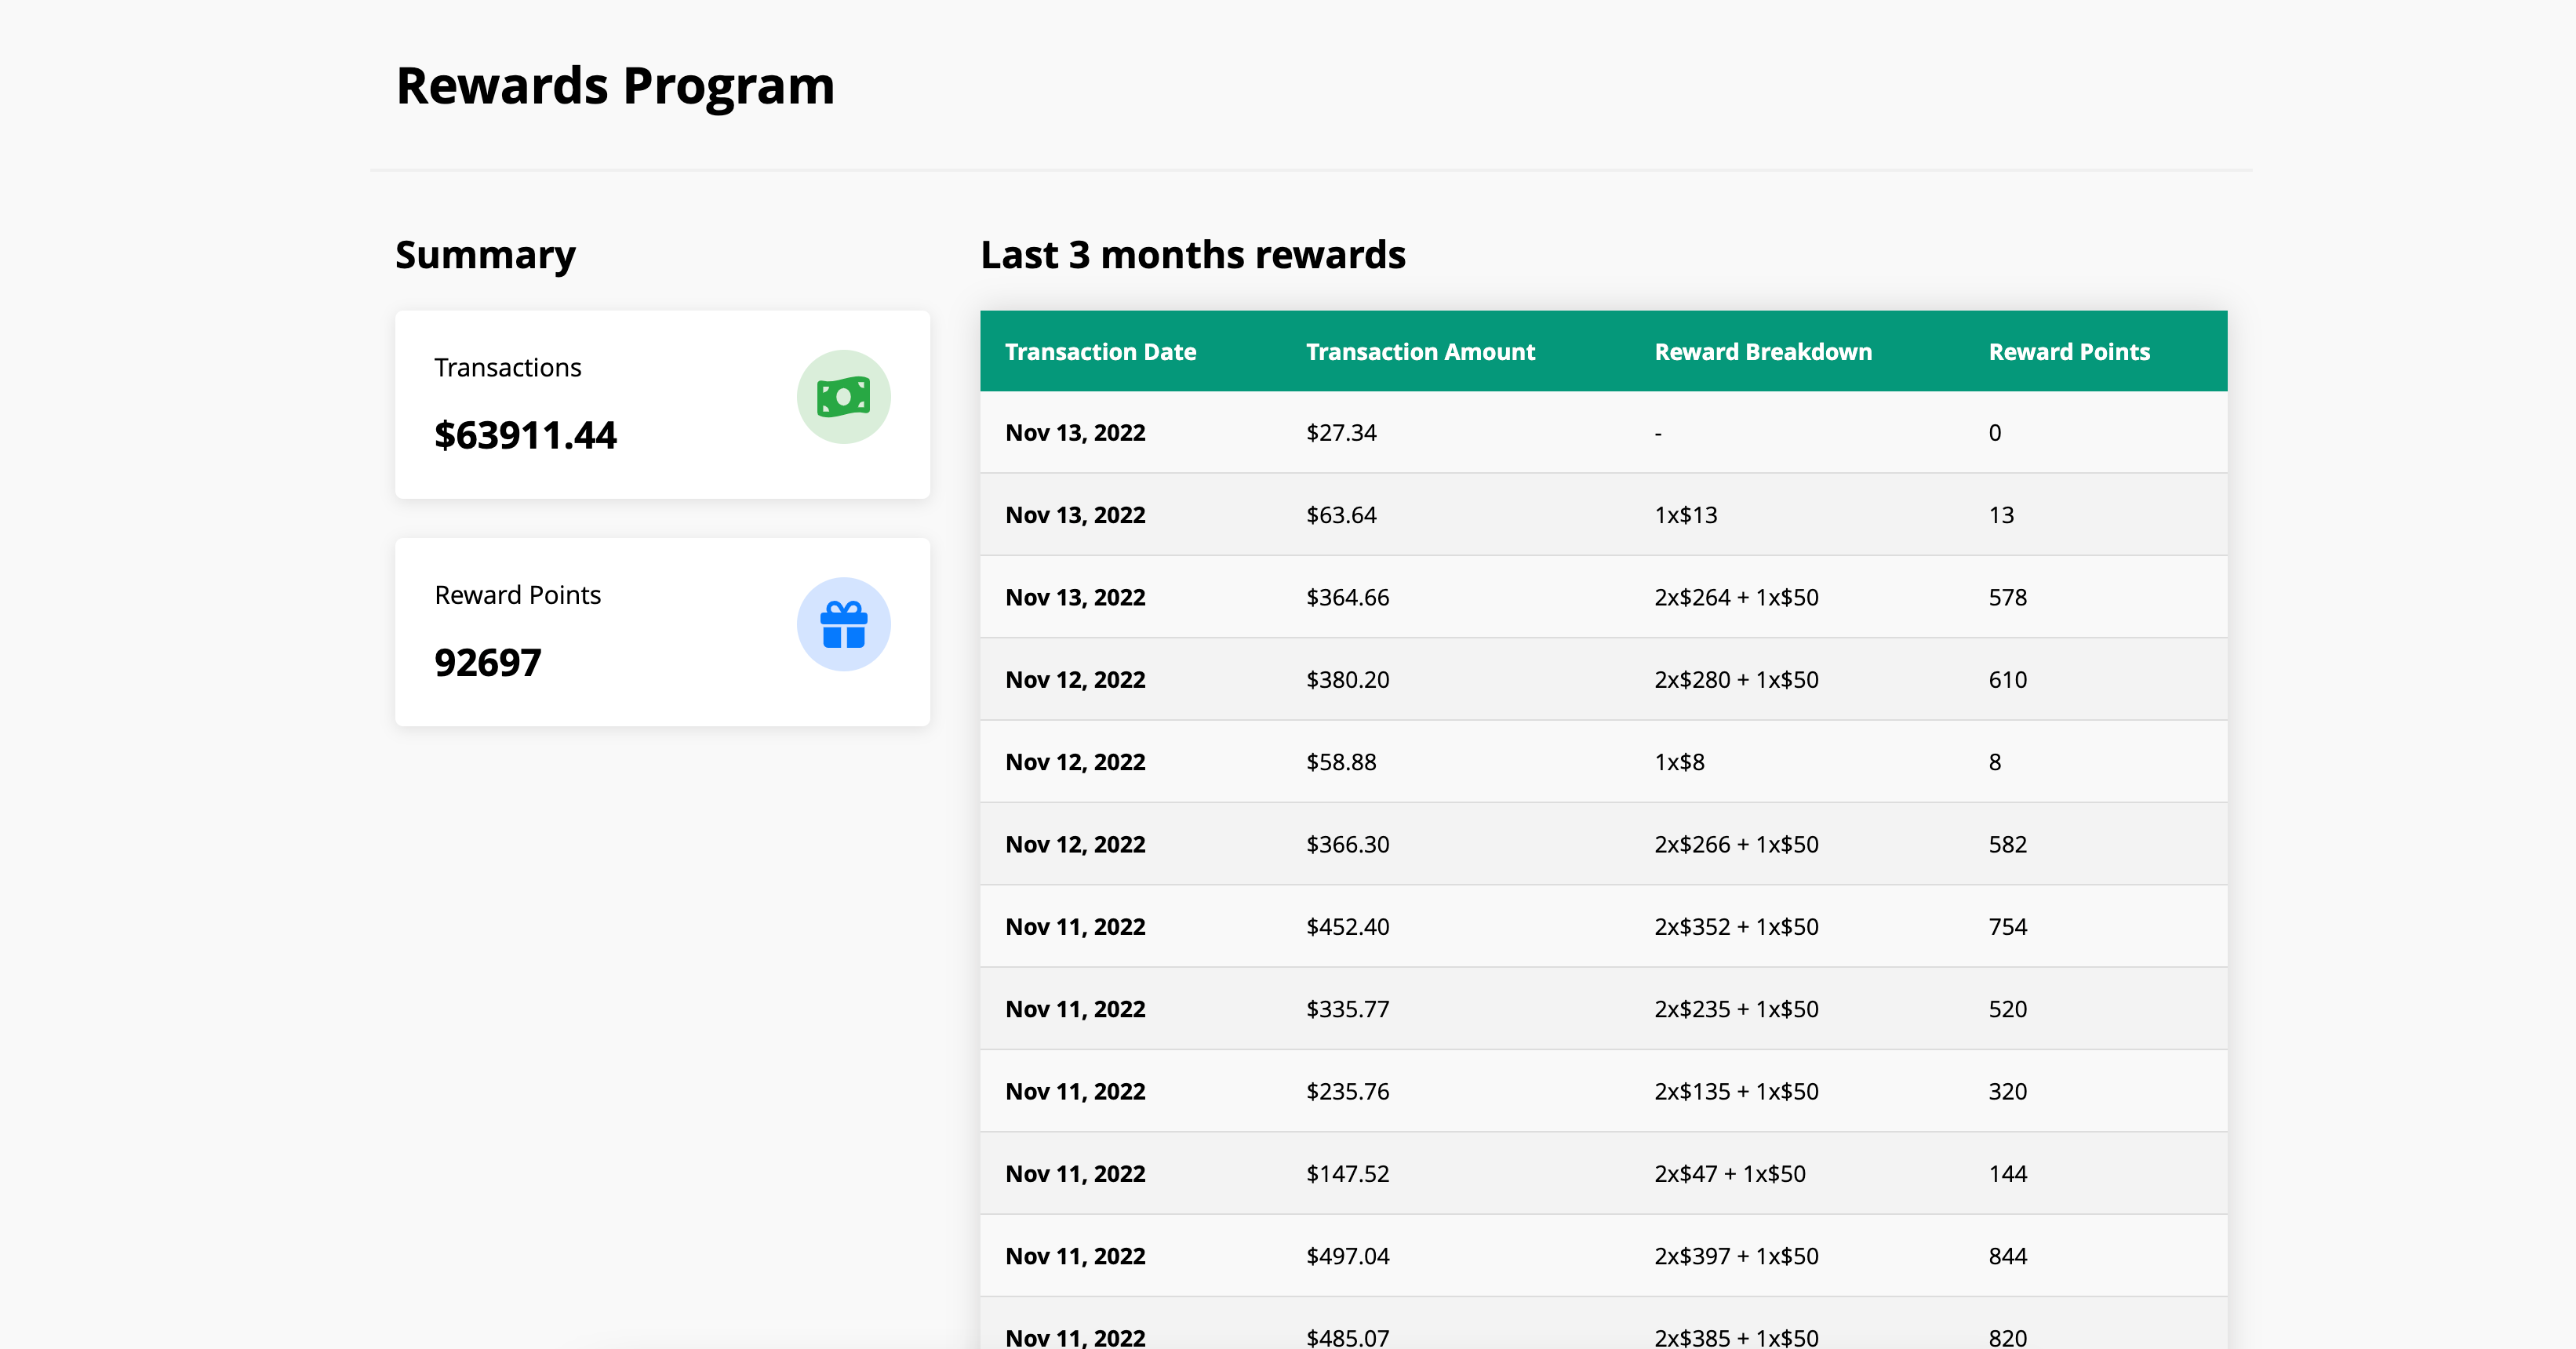 Rewards Program
Summary
Transactions
$63911.44
Reward Points
92697
Last 3 months rewards
Transaction Date Transaction Amount Reward Breakdown Reward Points
Nov 13, 2022 $27.34 - 0
Nov 13, 2022 $63.64 1x$13 13
Nov 13, 2022 $364.66 2x$264 + 1x$50 578
Nov 12, 2022 $380.20 2x$280 + 1x$50 610
Nov 12, 2022 $58.88 1x$8 8
Nov 12, 2022 $366.30 2x$266 + 1x$50 582
Nov 11, 2022 $452.40 2x$352 + 1x$50 754
Nov 11, 2022 $335.77 2x$235 + 1x$50 520
Nov 11, 2022 $235.76 2x$135 + 1x$50 320
Nov 11, 2022 $147.52 2x$47 + 1x$50 144
Nov 11, 2022 $497.04 2x$397 + 1x$50 844
Nov 11, 2022 $485.07 2x$385 + 1x$50 820